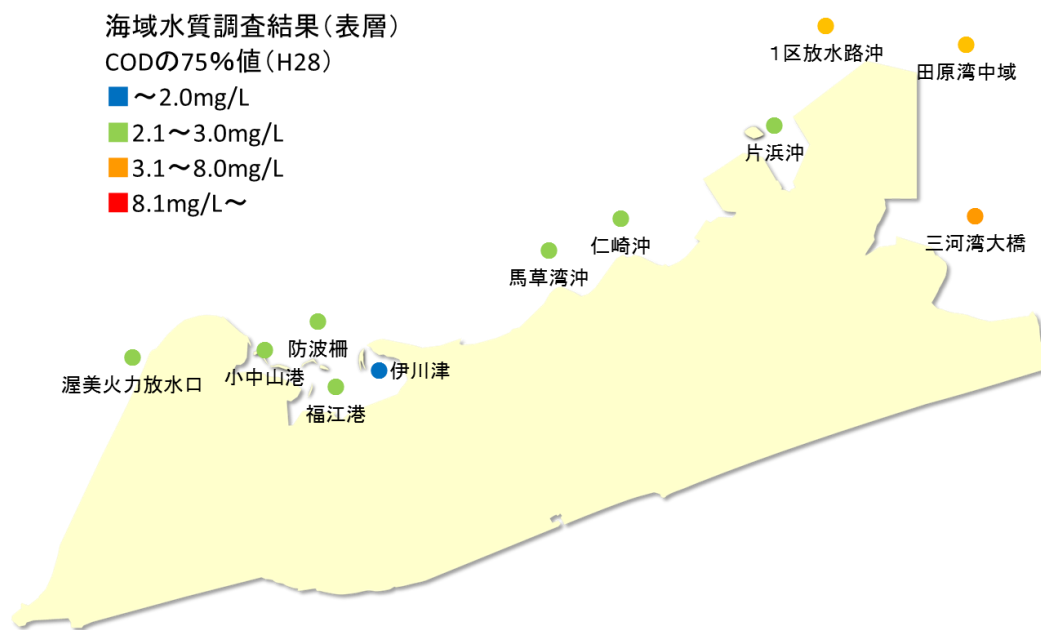 海域水質調査結果（表層）
CODの75%値（H28）
～2.0mg/L
2.1～3.0mg/L
3.1～8.0mg/L
8.1mg/L～
１区放水路沖
田原湾中域
片浜沖
三河湾大橋
仁崎沖
馬草湾沖
防波柵
伊川津
小中山港
渥美火力放水口
福江港